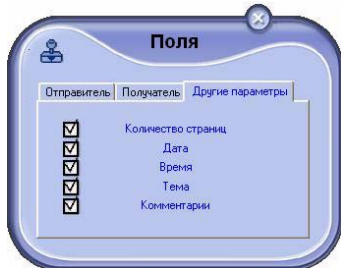 Поля
Отправитель Получатель Другие параметры
Количество страниц
Дата
Время
Тема
Комментарии